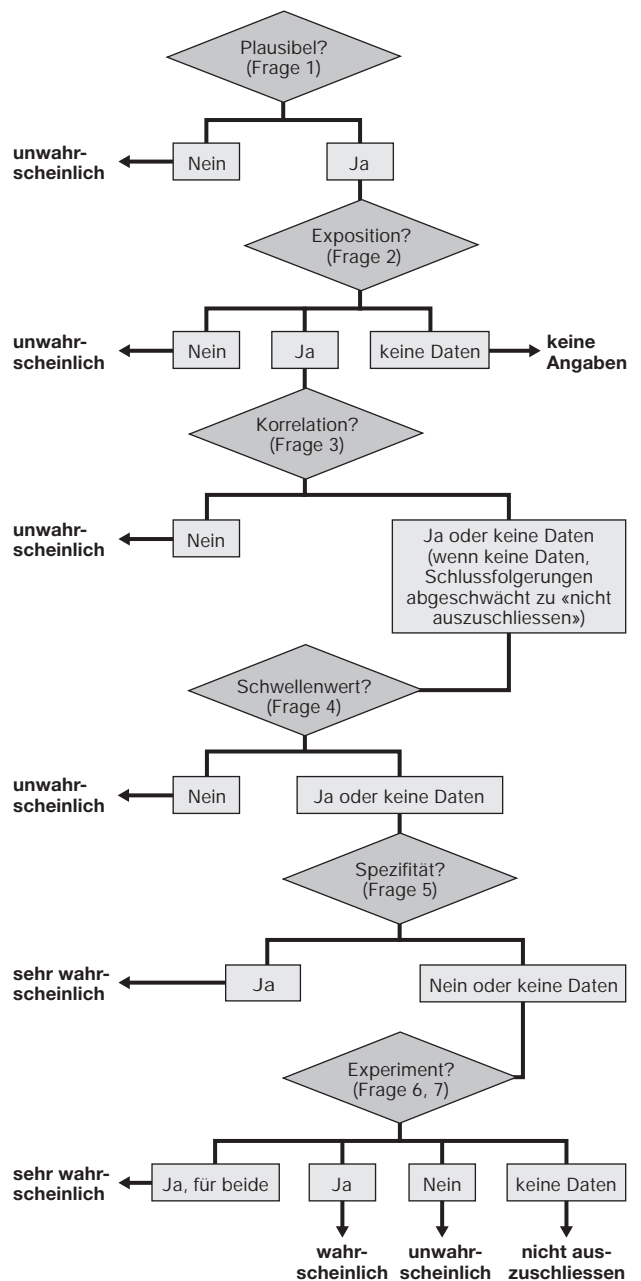 Plausibel?
(Frage 1)
unwahr-
scheinlich
Nein
Ja
Exposition?
(Frage 2)
unwahr-
scheinlich
Nein
Ja
keine Daten
keine
Angaben
Korrelation?
(Frage 3)
unwahr-
scheinlich
Nein
Ja oder keine Daten
(wenn keine Daten,
Schlussfolgerungen
abgeschwächt zu «nicht
auszuschliessen»)
Schwellenwert?
(Frage 4)
unwahr-
scheinlich
Nein
Ja oder keine Daten
Spezifität?
(Frage 5)
sehr wahr-
scheinlich
Ja
Nein oder keine Daten
Experiment?
(Frage 6, 7)
sehr wahr-
scheinlich
Ja, für beide
Ja
Nein
keine Daten
wahr-
scheinlich
unwahr-
scheinlich
nicht aus-
zuschliessen